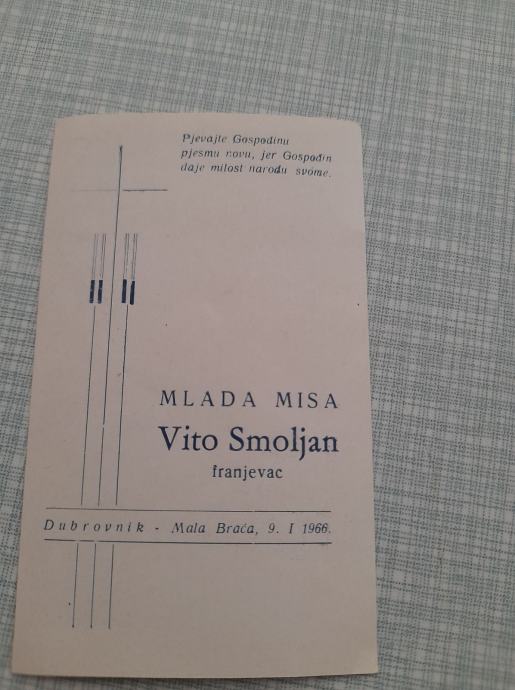 Pjevajte Gospodinu
pjesmu novu, jer Gospodin
daje milost narodu svome.
MLADA MISA
Vito Smoljan
franjevac
Dubrovnik - Mala Braća, 9. I 1966.